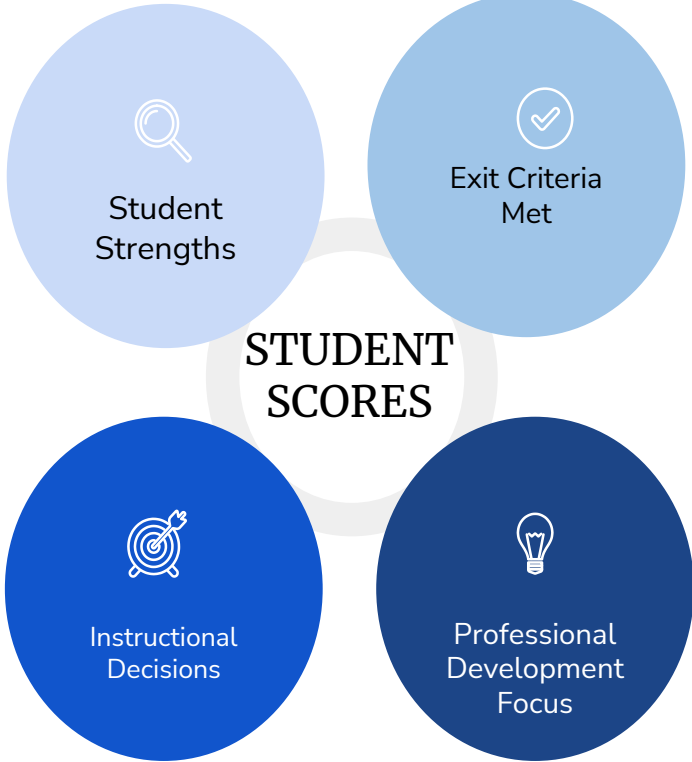 Student
Strengths
Exit Criteria
Met
STUDENT
SCORES
Instructional
Decisions
Professional
Development
Focus